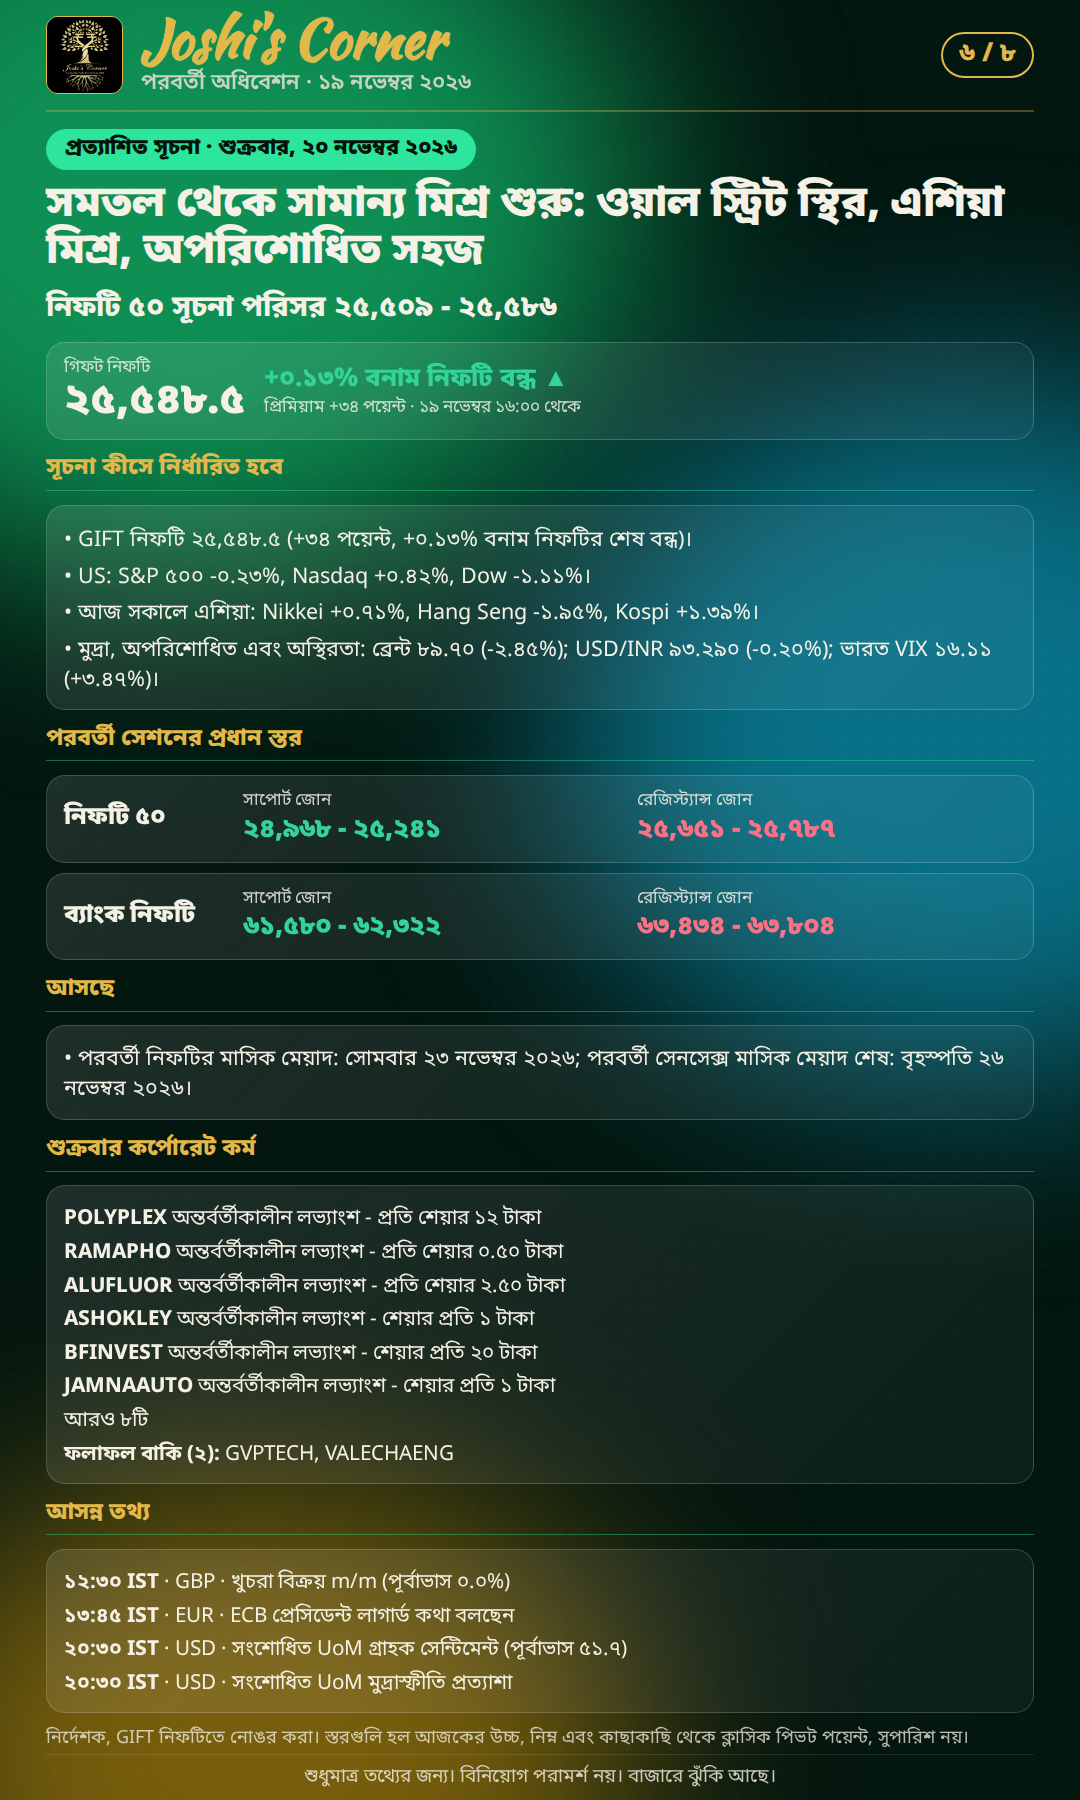 Joshi's Corner
পরবর্তী অধিবেশন · ১৯ নভেম্বর ২০২৬
৬ / ৮
প্রত্যাশিত সূচনা · শুক্রবার, ২০ নভেম্বর ২০২৬
সমতল থেকে সামান্য মিশ্র শুরু: ওয়াল স্ট্রিট স্থির, এশিয়া
মিশ্র, অপরিশোধিত সহজ
নিফটি ৫০ সূচনা পরিসর ২৫,৫০৯ - ২৫,৫৮৬
গিফট নিফটি
২৫,৫৪৮.৫
+০.১৩% বনাম নিফটি বন্ধ ▲
প্রিমিয়াম +৩৪ পয়েন্ট · ১৯ নভেম্বর ১৬:০০ থেকে
সূচনা কীসে নির্ধারিত হবে
• GIFT নিফটি ২৫,৫৪৮.৫ (+৩৪ পয়েন্ট, +০.১৩% বনাম নিফটির শেষ বন্ধ)।
• US: S&P ৫০০ -০.২৩%, Nasdaq +০.৪২%, Dow -১.১১%।
• আজ সকালে এশিয়া: Nikkei +০.৭১%, Hang Seng -১.৯৫%, Kospi +১.৩৯%।
• মুদ্রা, অপরিশোধিত এবং অস্থিরতা: ব্রেন্ট ৮৯.৭০ (-২.৪৫%); USD/INR ৯৩.২৯০ (-০.২০%); ভারত VIX ১৬.১১
(+৩.৪৭%)।
পরবর্তী সেশনের প্রধান স্তর
নিফটি ৫০
সাপোর্ট জোন
২৪,৯৬৮ - ২৫,২৪১
রেজিস্ট্যান্স জোন
২৫,৬৫১ - ২৫,৭৮৭
ব্যাংক নিফটি
সাপোর্ট জোন
৬১,৫৮০ - ৬২,৩২২
রেজিস্ট্যান্স জোন
৬৩,৪৩৪ - ৬৩,৮০৪
আসছে
• পরবর্তী নিফটির মাসিক মেয়াদ: সোমবার ২৩ নভেম্বর ২০২৬; পরবর্তী সেনসেক্স মাসিক মেয়াদ শেষ: বৃহস্পতি ২৬
নভেম্বর ২০২৬।
শুক্রবার কর্পোরেট কর্ম
POLYPLEX অন্তর্বর্তীকালীন লভ্যাংশ - প্রতি শেয়ার ১২ টাকা
RAMAPHO অন্তর্বর্তীকালীন লভ্যাংশ - প্রতি শেয়ার ০.৫০ টাকা
ALUFLUOR অন্তর্বর্তীকালীন লভ্যাংশ - প্রতি শেয়ার ২.৫০ টাকা
ASHOKLEY অন্তর্বর্তীকালীন লভ্যাংশ - শেয়ার প্রতি ১ টাকা
BFINVEST অন্তর্বর্তীকালীন লভ্যাংশ - শেয়ার প্রতি ২০ টাকা
JAMNAAUTO অন্তর্বর্তীকালীন লভ্যাংশ - শেয়ার প্রতি ১ টাকা
আরও ৮টি
ফলাফল বাকি (২): GVPTECH, VALECHAENG
আসন্ন তথ্য
১২:৩০ IST · GBP · খুচরা বিক্রয় m/m (পূর্বাভাস ০.০%)
১৩:৪৫ IST · EUR · ECB প্রেসিডেন্ট লাগার্ড কথা বলছেন
২০:৩০ IST · USD · সংশোধিত UoM গ্রাহক সেন্টিমেন্ট (পূর্বাভাস ৫১.৭)
২০:৩০ IST · USD · সংশোধিত UoM মুদ্রাস্ফীতি প্রত্যাশা
নির্দেশক, GIFT নিফটিতে নোঙর করা। স্তরগুলি হল আজকের উচ্চ, নিম্ন এবং কাছাকাছি থেকে ক্লাসিক পিভট পয়েন্ট, সুপারিশ নয়।
শুধুমাত্র তথ্যের জন্য। বিনিয়োগ পরামর্শ নয়। বাজারে ঝুঁকি আছে।